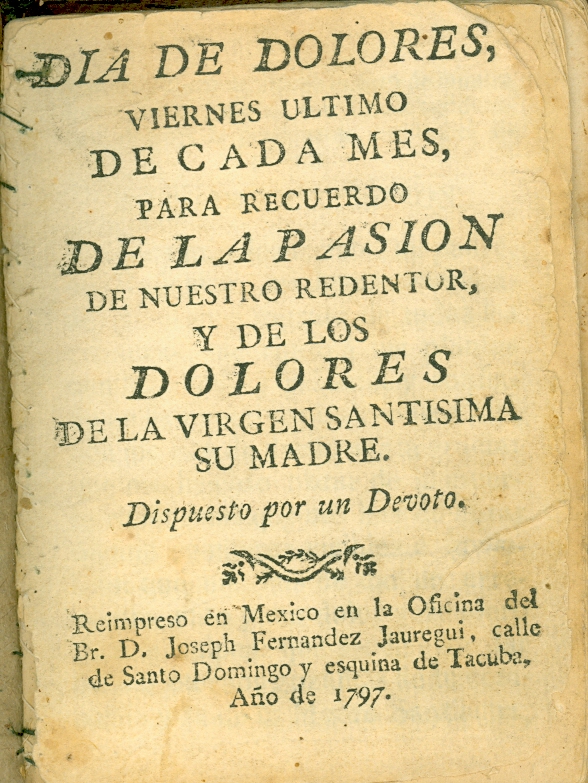 DIA DE DOLORES,
VIERNES ULTIMO
DE CADA MES,
PARA RECUERDO
DE LA PASION
DE NUESTRO REDENTOR,
Y DE LOS
DOLORES
DE LA VIRGEN SANTISIMA
SU MADRE.
Dispuesto por un Devoto.
Reimpreso en Mexico en la Oficina del
Br. D. Joseph Fernandez Jauregui, calle
de Santo Domingo y esquina de Tacuba,
Año de 1797.